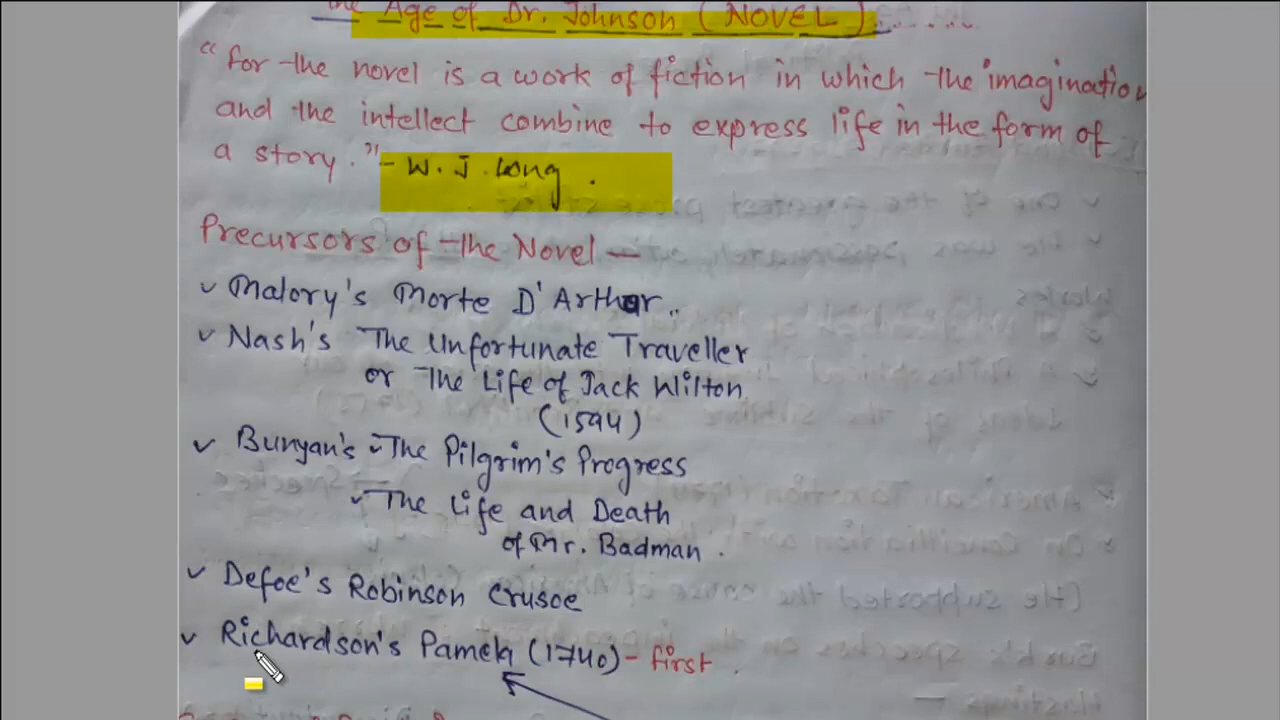 the Age of Dr. Johnson (NOVEL)
"for the novel is a work of fiction in which the imagination
and the intellect combine to express life in the form of
a story." - W. J. Long.
Precursors of the Novel —
✓ Malory's Morte D'Arthur..
✓ Nash's The Unfortunate Traveller
or The Life of Jack Wilton
(1594)
✓ Bunyan's ✓The Pilgrim's Progress
✓The Life and Death
of Mr. Badman.
✓ Defoe's Robinson Crusoe
✓ Richardson's Pamela (1740) - first